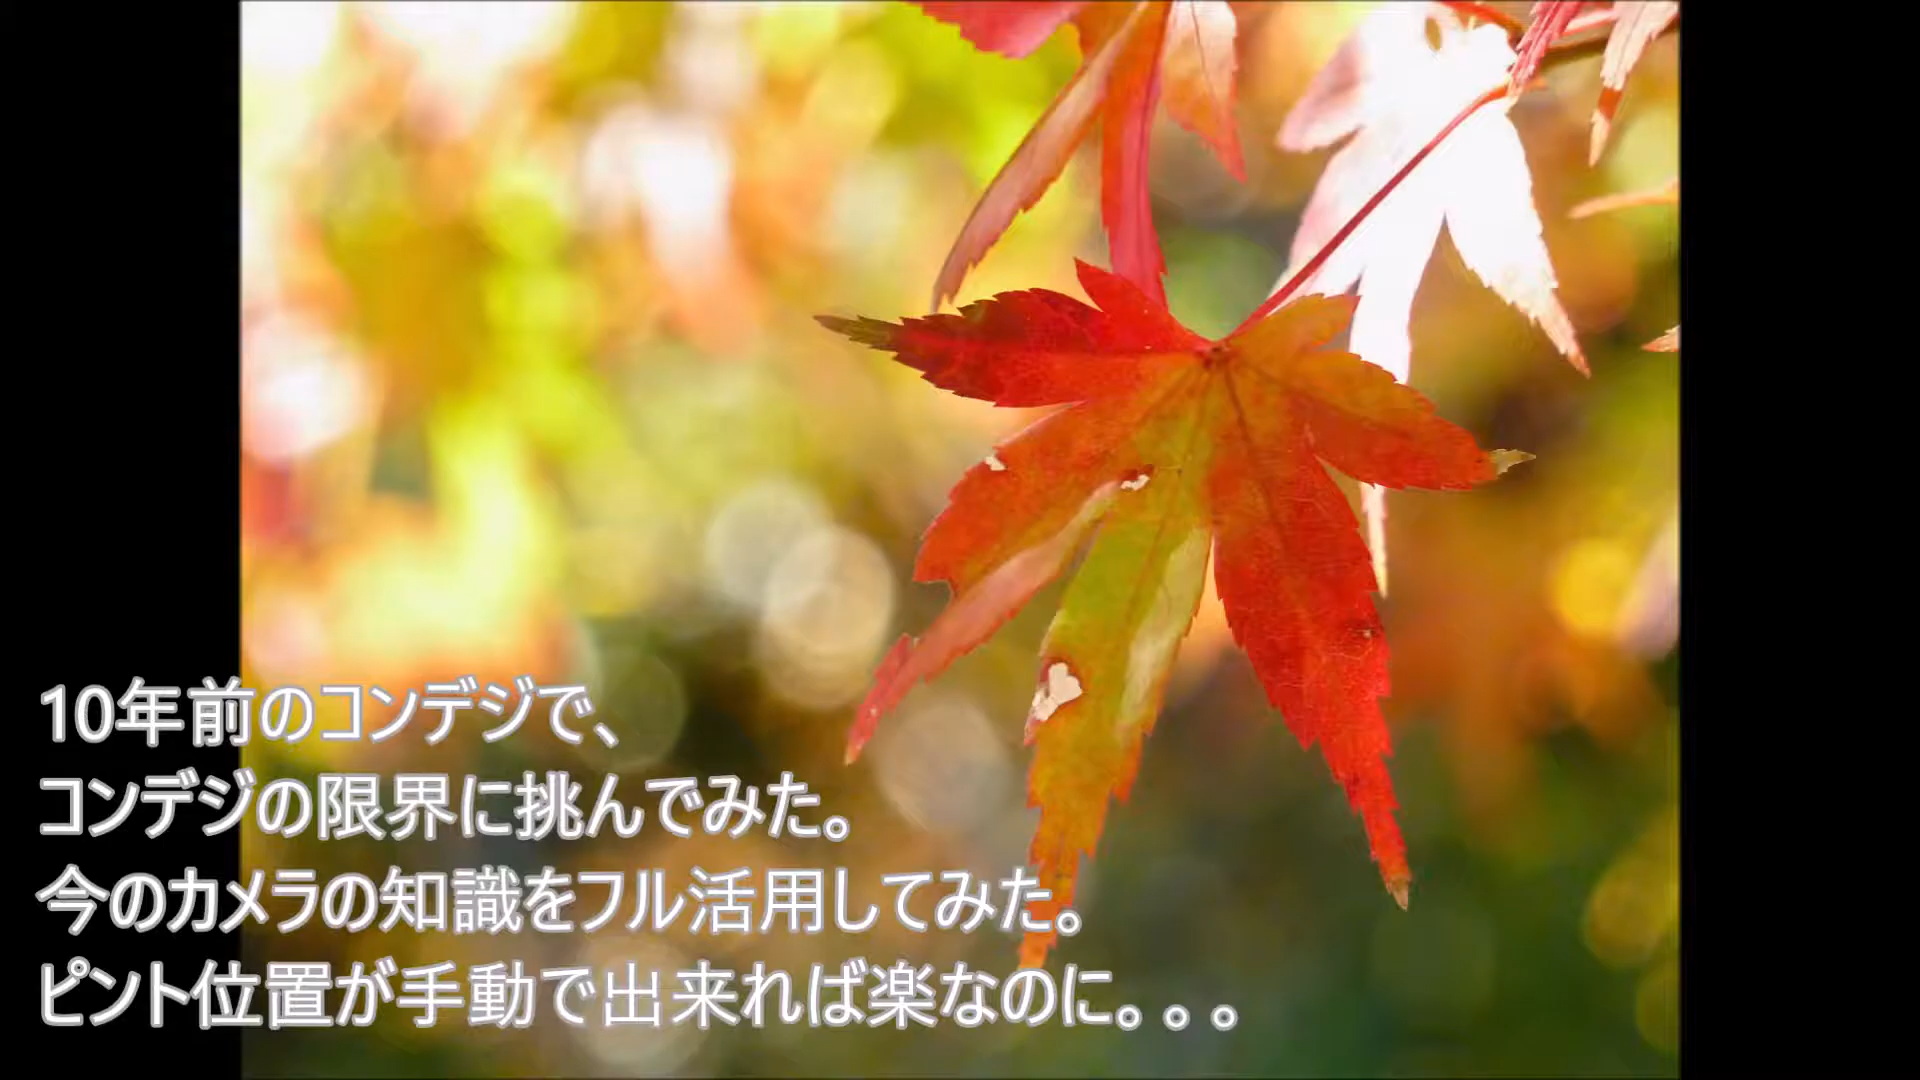 10年前のコンデジで、
コンデジの限界に挑んでみた。
今のカメラの知識をフル活用してみた。
ピント位置が手動で出来れば楽なのに。。。